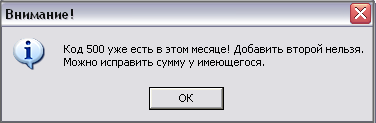 Внимание!
Код 500 уже есть в этом месяце! Добавить второй нельзя.
Можно исправить сумму у имеющегося.
OK